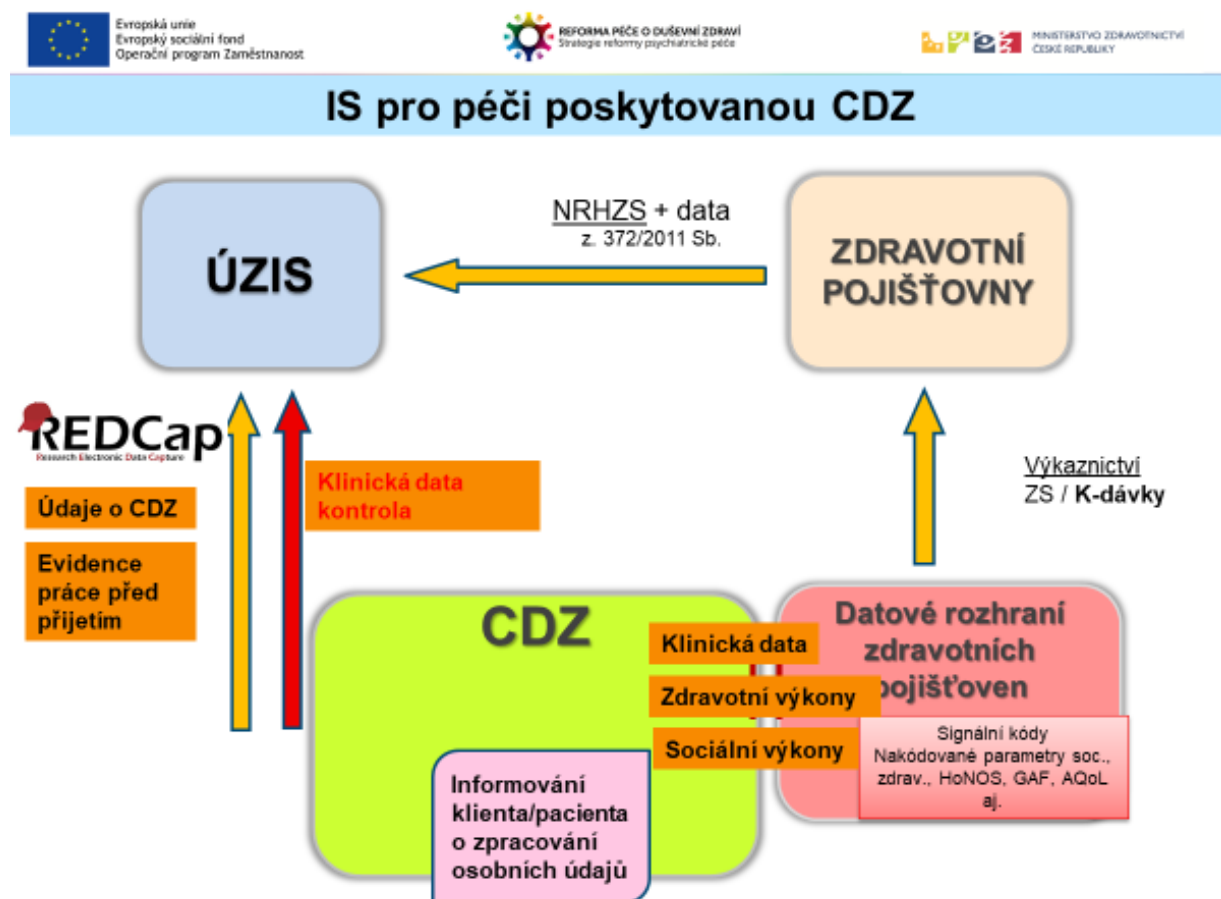 Evropská unie
Evropský sociální fond
Operační program Zaměstnanost
REFORMA PÉČE O DUŠEVNÍ ZDRAVÍ
Strategie reformy psychiatrické péče
MINISTERSTVO ZDRAVOTNICTVÍ
ČESKÉ REPUBLIKY
IS pro péči poskytovanou CDZ
ÚZIS
NRHZS + data
z. 372/2011 Sb.
ZDRAVOTNÍ
POJIŠŤOVNY
REDCap
Research Electronic Data Capture
Údaje o CDZ
Evidence
práce před
přijetím
Klinická data
kontrola
Výkaznictví
ZS / K-dávky
CDZ
Klinická data
Zdravotní výkony
Sociální výkony
Datové rozhraní
zdravotních
pojišťoven
Signální kódy
Nakódované parametry soc.,
zdrav., HoNOS, GAF, AQoL
aj.
Informování
klienta/pacienta
o zpracování
osobních údajů